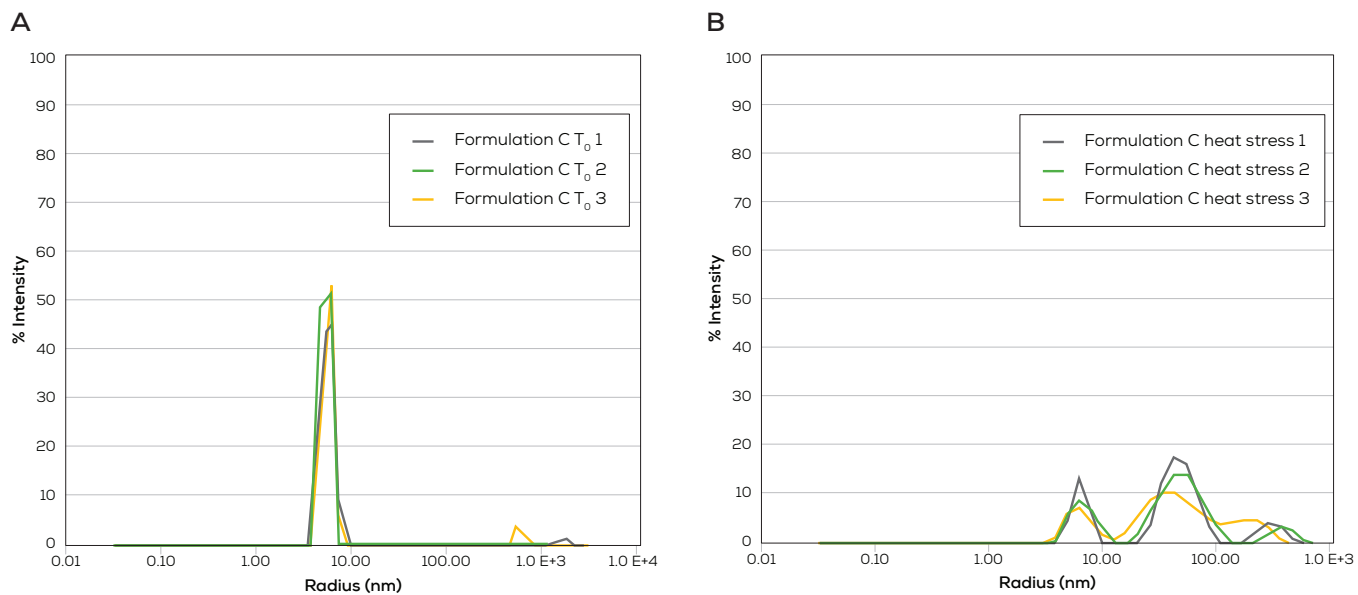 A
100
90
80
70
60
50
40
30
20
10
0
% Intensity
0.01 0.10 1.00 10.00 100.00 1.0 E+3 1.0 E+4
Radius (nm)
Formulation C T₀ 1
Formulation C T₀ 2
Formulation C T₀ 3
B
100
90
80
70
60
50
40
30
20
10
0
% Intensity
0.01 0.10 1.00 10.00 100.00 1.0 E+3
Radius (nm)
Formulation C heat stress 1
Formulation C heat stress 2
Formulation C heat stress 3